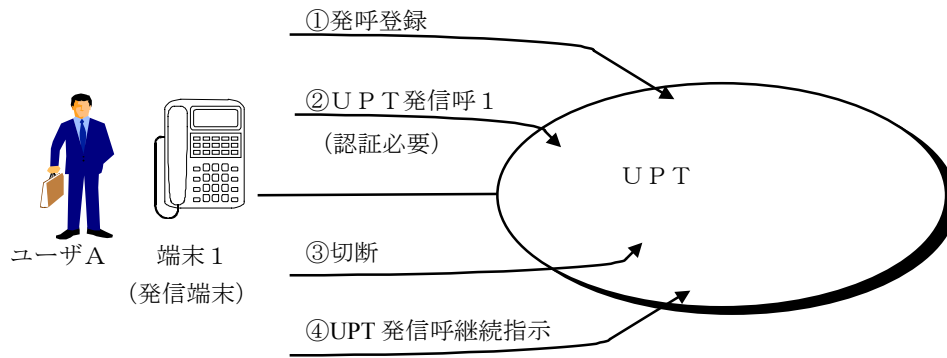 ①発呼登録
②ＵＰＴ発信呼１
（認証必要）
ＵＰＴ
ユーザＡ
端末１
（発信端末）
③切断
④UPT 発信呼継続指示